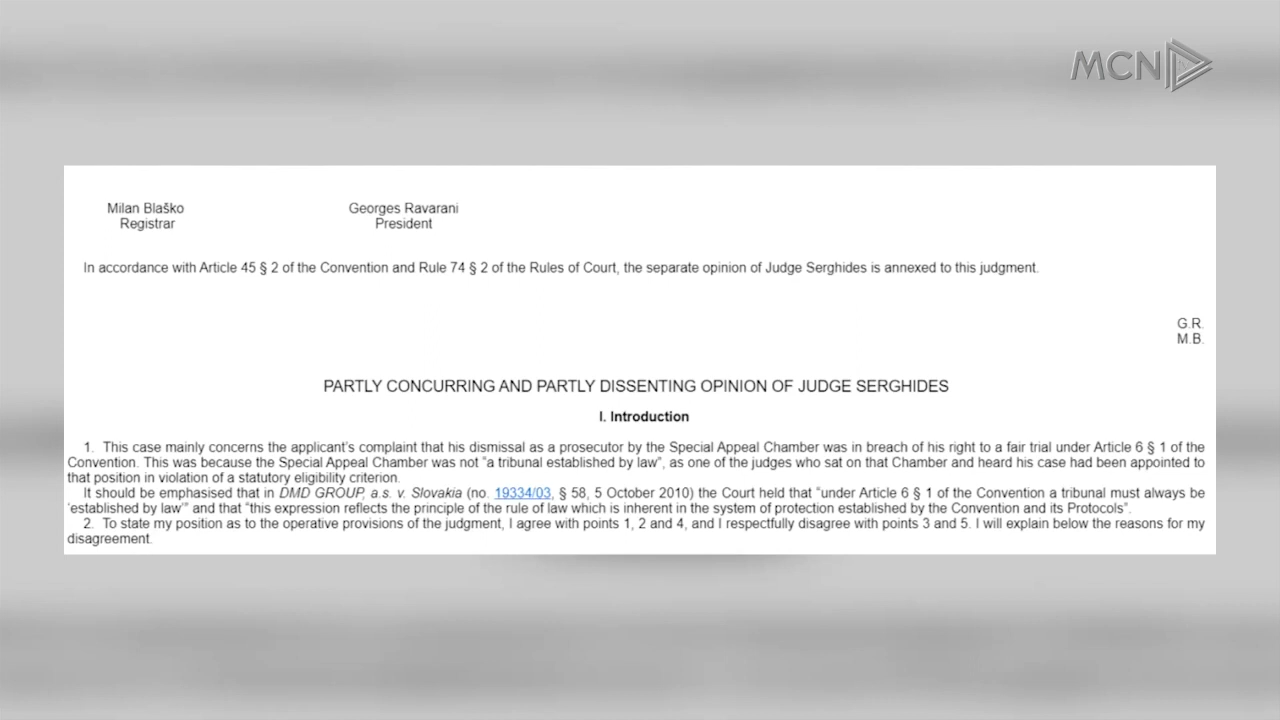 MCN
Milan Blaško Georges Ravarani
Registrar President
In accordance with Article 45 § 2 of the Convention and Rule 74 § 2 of the Rules of Court, the separate opinion of Judge Serghides is annexed to this judgment.
G.R.
M.B.
PARTLY CONCURRING AND PARTLY DISSENTING OPINION OF JUDGE SERGHIDES
I. Introduction
1. This case mainly concerns the applicant's complaint that his dismissal as a prosecutor by the Special Appeal Chamber was in breach of his right to a fair trial under Article 6 § 1 of the
Convention. This was because the Special Appeal Chamber was not “a tribunal established by law”, as one of the judges who sat on that Chamber and heard his case had been appointed to
that position in violation of a statutory eligibility criterion.
It should be emphasised that in DMD GROUP, a.s. v. Slovakia (no. 19334/03, § 58, 5 October 2010) the Court held that “under Article 6 § 1 of the Convention a tribunal must always be
‘established by law’” and that “this expression reflects the principle of the rule of law which is inherent in the system of protection established by the Convention and its Protocols”.
2. To state my position as to the operative provisions of the judgment, I agree with points 1, 2 and 4, and I respectfully disagree with points 3 and 5. I will explain below the reasons for my
disagreement.